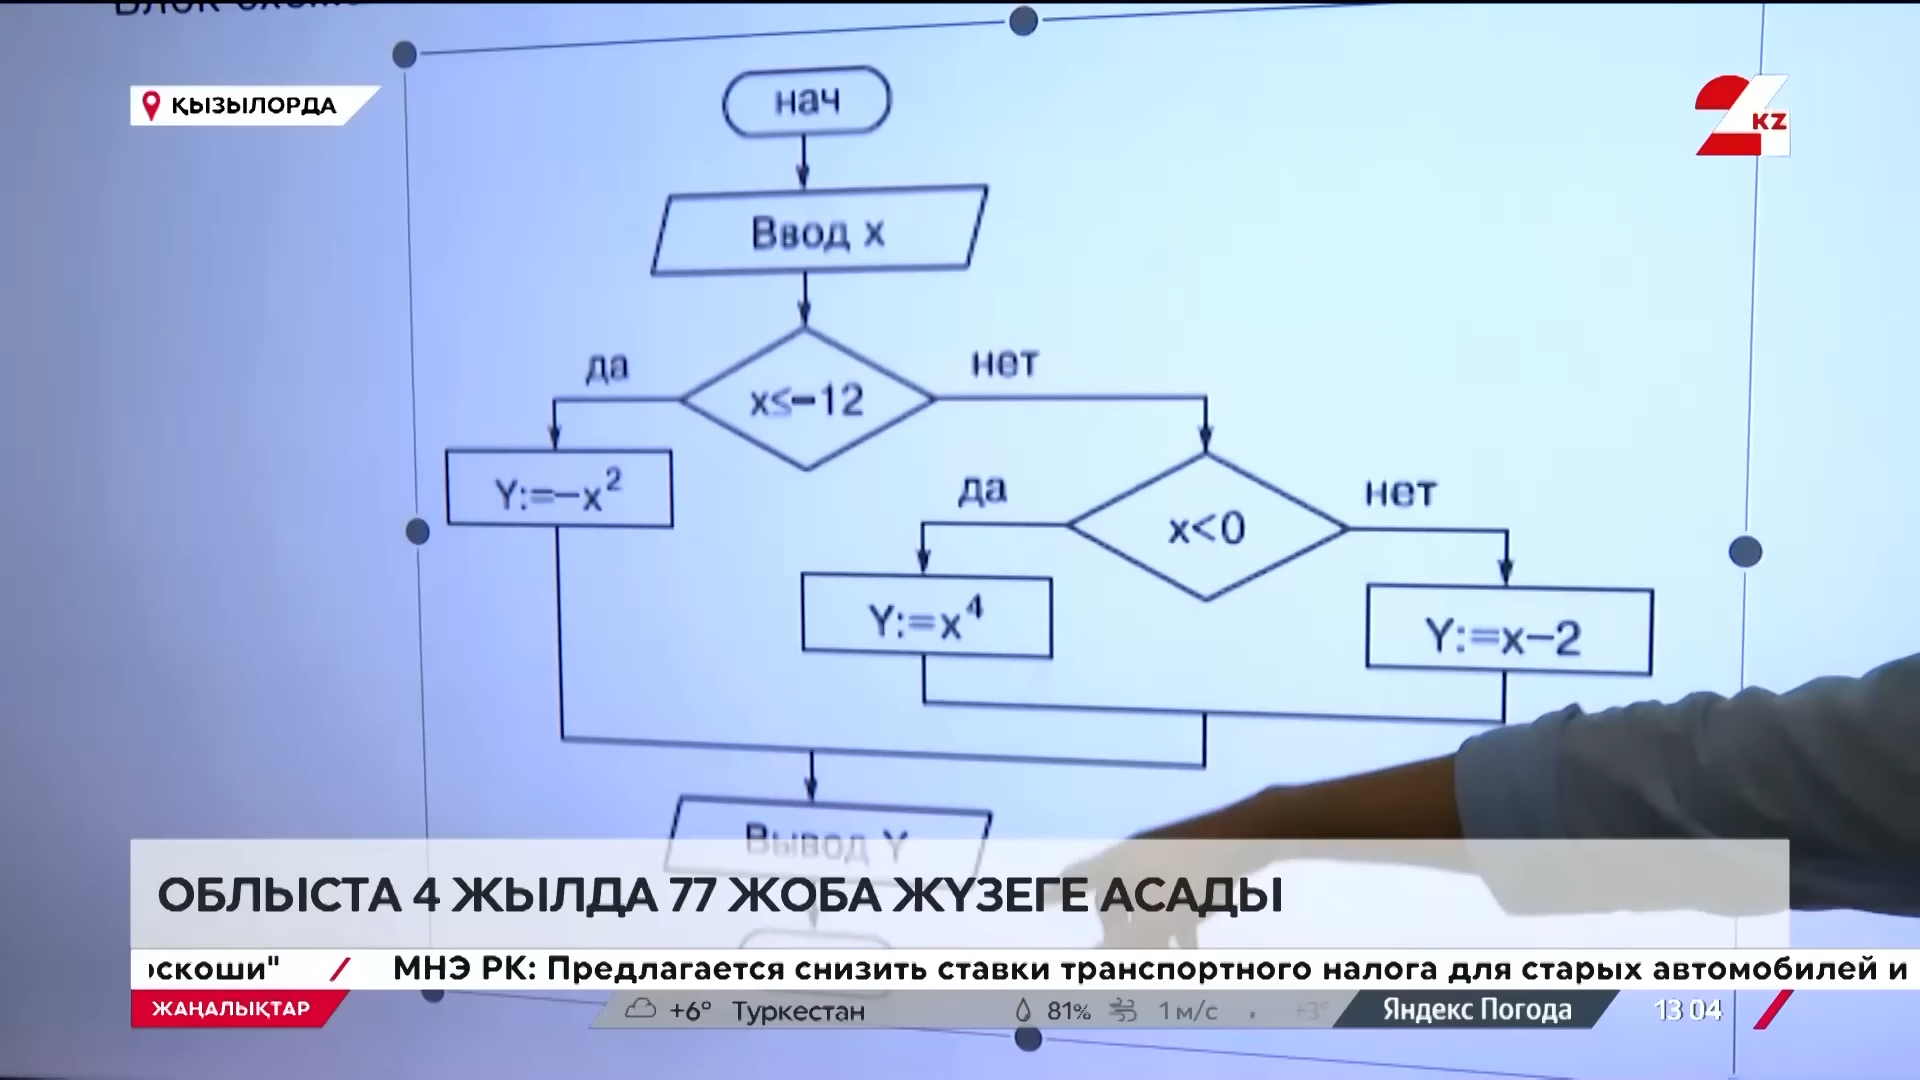 ҚЫЗЫЛОРДА
24
KZ
нач
Ввод x
да
нет
x≤–12
Y:=–x²
да
нет
x<0
Y:=x⁴
Y:=x–2
Вывод Y
ОБЛЫСТА 4 ЖЫЛДА 77 ЖОБА ЖҮЗЕГЕ АСАДЫ
МНЭ РК: Предлагается снизить ставки транспортного налога для старых автомобилей и
ЖАҢАЛЫҚТАР
+6° Туркестан 81% 1 м/с +3° Яндекс Погода 13 04